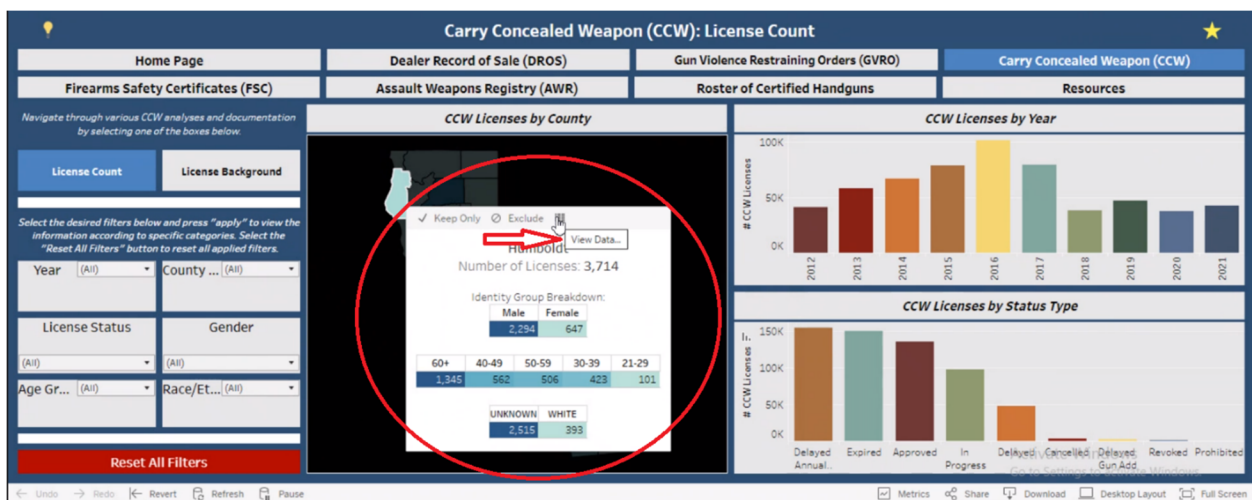 Carry Concealed Weapon (CCW): License Count
Home Page
Dealer Record of Sale (DROS)
Gun Violence Restraining Orders (GVRO)
Carry Concealed Weapon (CCW)
Firearms Safety Certificates (FSC)
Assault Weapons Registry (AWR)
Roster of Certified Handguns
Resources
Navigate through various CCW analyses and documentation
by selecting one of the boxes below.
License Count
License Background
Select the desired filters below and press "apply" to view the
information according to specific categories. Select the
"Reset All Filters" button to reset all applied filters.
Year (All)
County ... (All)
License Status
Gender
(All)
(All)
Age Gr... (All)
Race/Et... (All)
Reset All Filters
CCW Licenses by County
Keep Only
Exclude
View Data...
Humboldt
Number of Licenses: 3,714
Identity Group Breakdown:
Male Female
2,294 647
60+ 40-49 50-59 30-39 21-29
1,345 562 506 423 101
UNKNOWN WHITE
2,515 393
CCW Licenses by Year
# CCW Licenses
100K
50K
0K
2012 2013 2014 2015 2016 2017 2018 2019 2020 2021
CCW Licenses by Status Type
# CCW Licenses
150K
100K
50K
0K
Delayed Annual..
Expired
Approved
In Progress
Delayed
Cancelled
Delayed Gun Add.
Revoked
Prohibited
Activate Windows
Go to Settings to activate Windows.
Undo
Redo
Revert
Refresh
Pause
Metrics
Share
Download
Desktop Layout
Full Screen